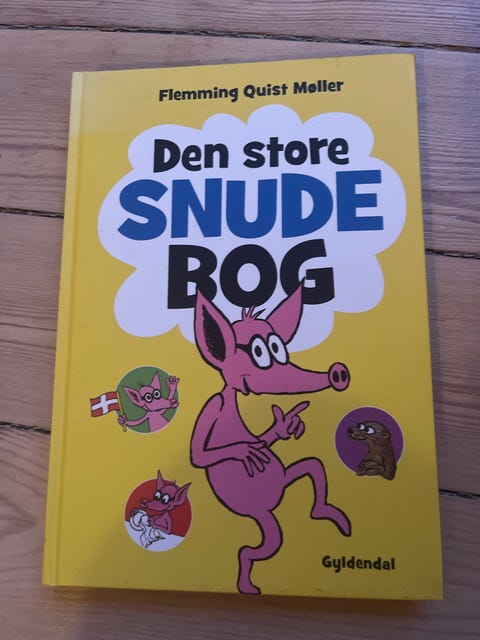 Flemming Quist Møller
Den store
SNUDE
BOG
Gyldendal